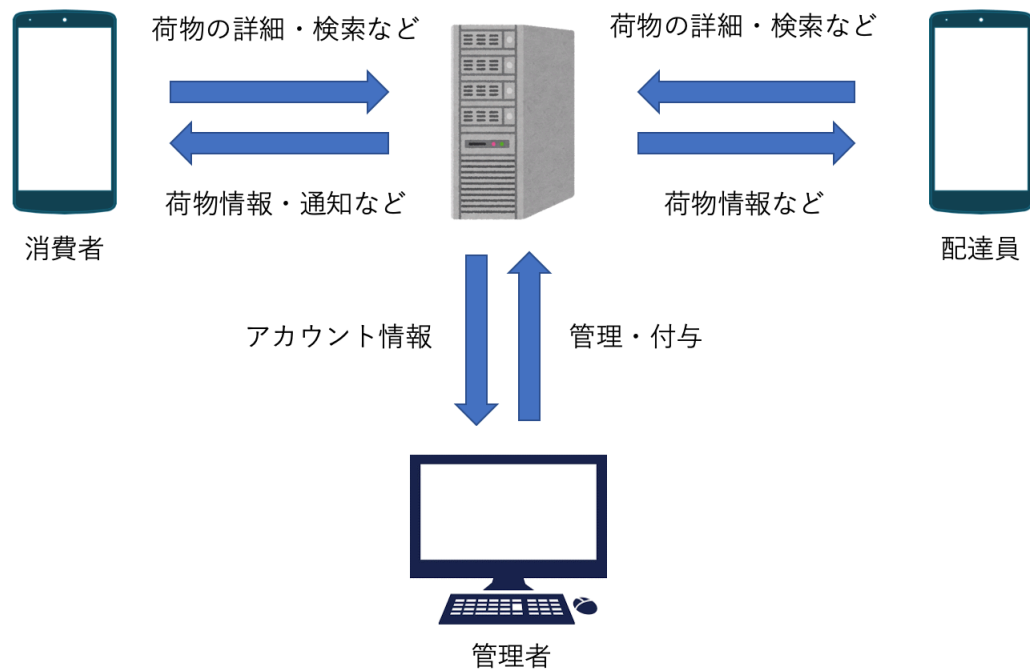 荷物の詳細・検索など
荷物の詳細・検索など
荷物情報・通知など
荷物情報など
消費者
配達員
アカウント情報
管理・付与
管理者